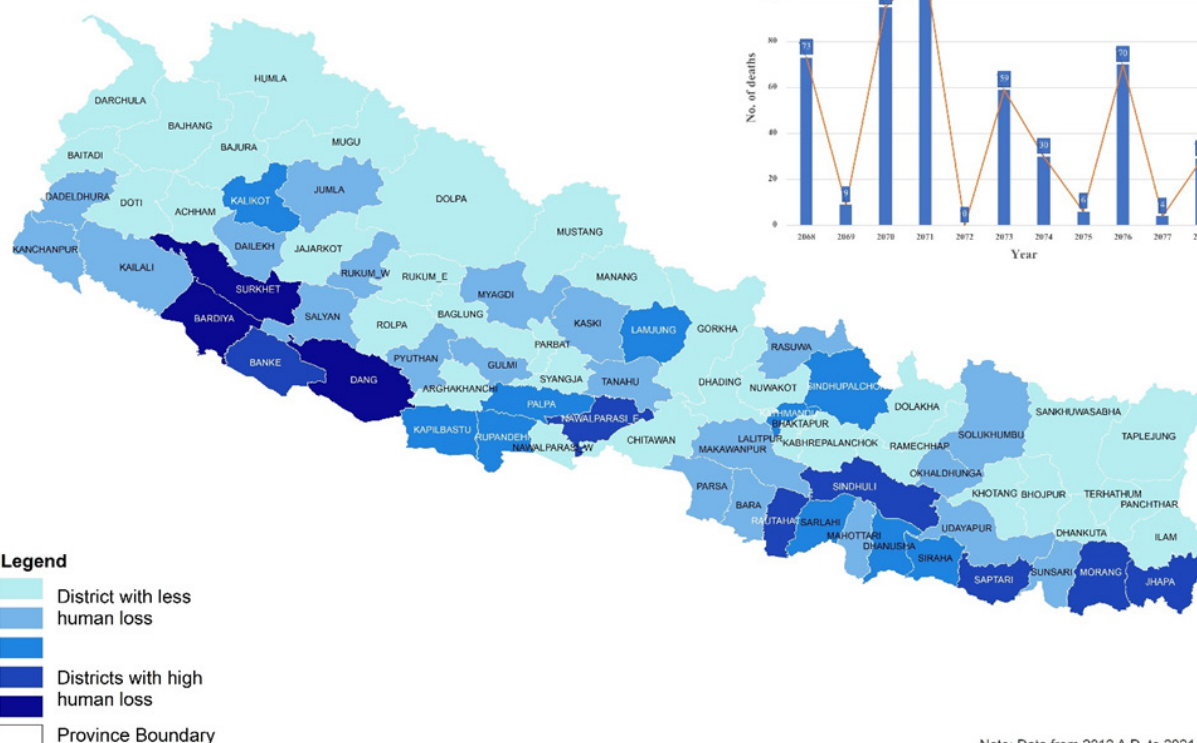 80
60
40
20
0
No. of deaths
73
9
0
59
30
6
70
4
2068
2069
2070
2071
2072
2073
2074
2075
2076
2077
Year
HUMLA
DARCHULA
BAJHANG
BAJURA
MUGU
BAITADI
DADELDHURA
DOTI
ACHHAM
KALIKOT
JUMLA
DOLPA
MUSTANG
KANCHANPUR
KAILALI
DAILEKH
JAJARKOT
RUKUM_W
RUKUM_E
MANANG
SURKHET
BARDIYA
SALYAN
ROLPA
MYAGDI
BAGLUNG
KASKI
LAMJUNG
GORKHA
BANKE
DANG
PYUTHAN
GULMI
PARBAT
SYANGJA
TANAHU
ARGHAKHANCHI
PALPA
KAPILBASTU
RUPANDEHI
NAWALPARASI_E
NAWALPARASI_W
CHITAWAN
DHADING
NUWAKOT
RASUWA
SINDHUPALCHO
KATHMANDU
BHAKTAPUR
LALITPUR
KABHREPALANCHOK
MAKAWANPUR
DOLAKHA
RAMECHHAP
SOLUKHUMBU
SANKHUWASABHA
TAPLEJUNG
OKHALDHUNGA
KHOTANG
BHOJPUR
TERHATHUM
PANCHTHAR
DHANKUTA
ILAM
PARSA
BARA
RAUTAHAT
SARLAHI
SINDHULI
MAHOTTARI
DHANUSHA
SIRAHA
UDAYAPUR
SAPTARI
SUNSARI
MORANG
JHAPA
Legend
District with less
human loss
Districts with high
human loss
Province Boundary